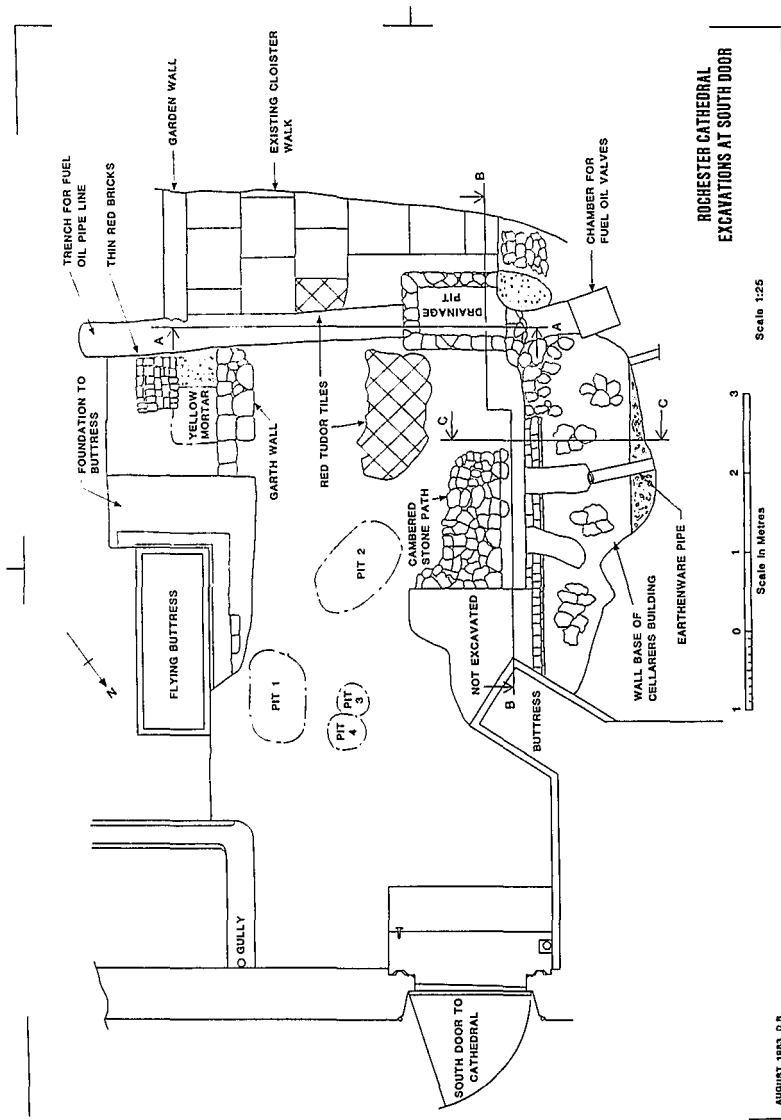 TRENCH FOR FUEL
OIL PIPE LINE
THIN RED BRICKS
GARDEN WALL
EXISTING CLOISTER
WALK
FOUNDATION TO
BUTTRESS
A
YELLOW
MORTAR
GARTH WALL
RED TUDOR TILES
DRAINAGE
PIT
B
A
CHAMBER FOR
FUEL OIL VALVES
N
FLYING BUTTRESS
PIT 1
PIT 2
PIT
3
PIT
4
CAMBERED
STONE PATH
C
C
NOT EXCAVATED
B
BUTTRESS
WALL BASE OF
CELLARERS BUILDING
EARTHENWARE PIPE
GULLY
SOUTH DOOR TO
CATHEDRAL
ROCHESTER CATHEDRAL
EXCAVATIONS AT SOUTH DOOR
Scale 1:25
1 0 1 2 3
Scale in Metres
AUGUST 1983 D.B.